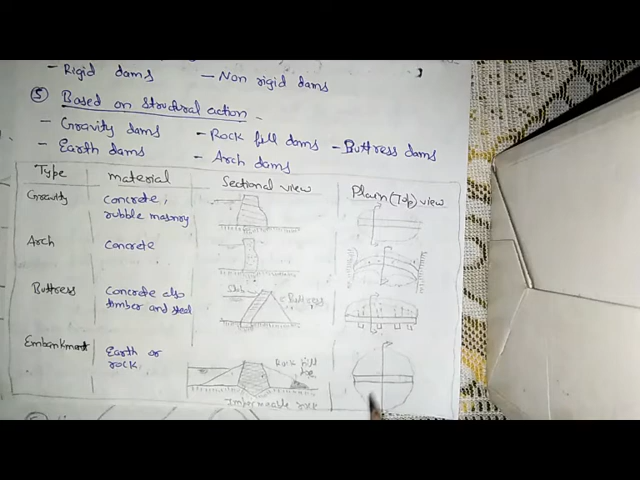 - Rigid dams - Non rigid dams
⑤ Based on structural action -
- Gravity dams - Rock fill dams - Buttress dams
- Earth dams - Arch dams
Type material Sectional view Plain (Top) view
Gravity concrete, rubble masonry
Arch concrete
Buttress Concrete also timber and steel Slab Buttress
Embankment Earth or rock. Rock fill toe
Impermeable rock